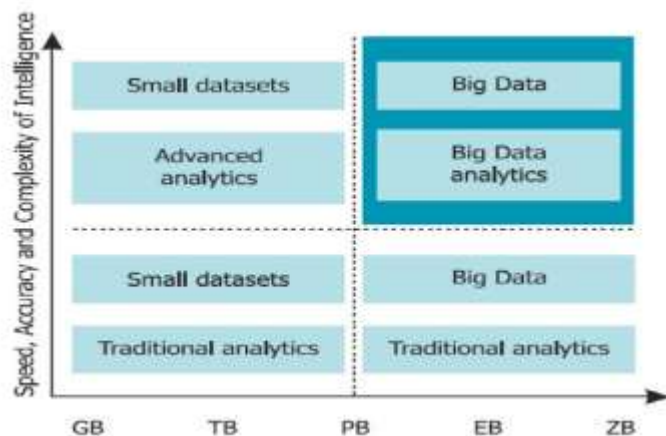 Speed, Accuracy and Complexity of Intelligence
Small datasets
Big Data
Advanced
analytics
Big Data
analytics
Small datasets
Big Data
Traditional analytics
Traditional analytics
GB
TB
PB
EB
ZB